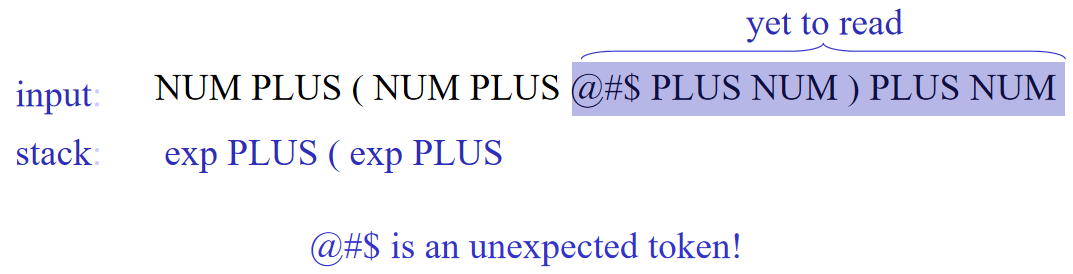 yet to read
input: NUM PLUS ( NUM PLUS @#$ PLUS NUM ) PLUS NUM
stack: exp PLUS ( exp PLUS
@#$ is an unexpected token!